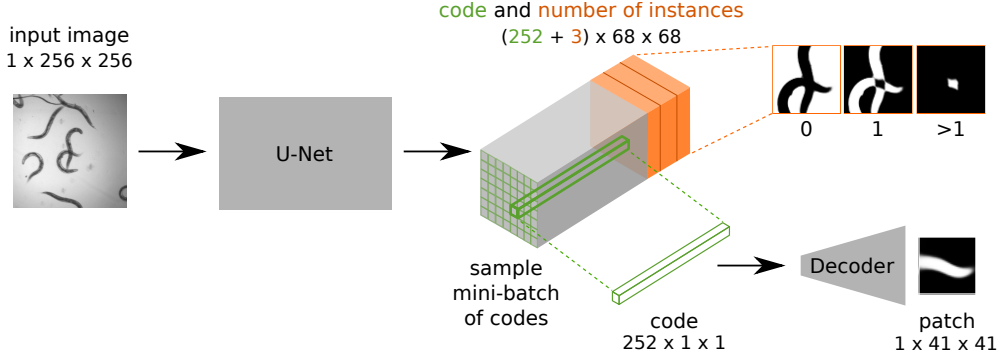 input image
1 x 256 x 256
U-Net
code and number of instances
(252 + 3) x 68 x 68
0
1
>1
sample
mini-batch
of codes
code
252 x 1 x 1
Decoder
patch
1 x 41 x 41